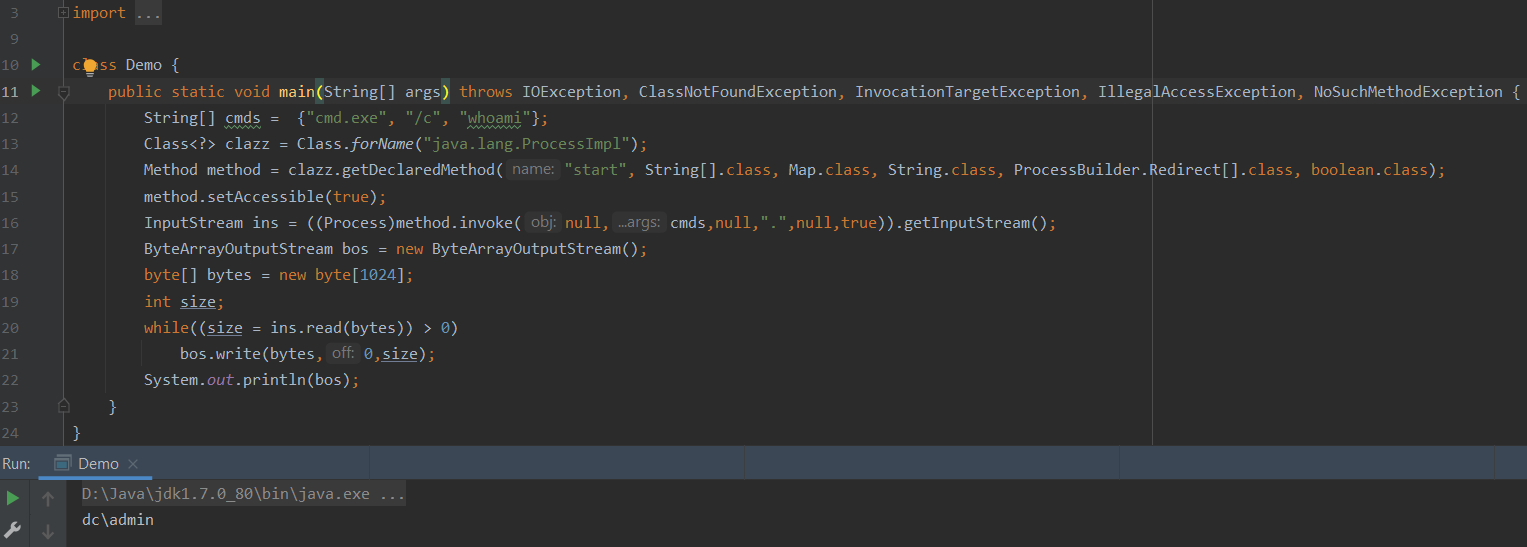 3 import ...
9
10 class Demo {
11 public static void main(String[] args) throws IOException, ClassNotFoundException, InvocationTargetException, IllegalAccessException, NoSuchMethodException {
12 String[] cmds =  {"cmd.exe", "/c", "whoami"};
13 Class<?> clazz = Class.forName("java.lang.ProcessImpl");
14 Method method = clazz.getDeclaredMethod( name: "start", String[].class, Map.class, String.class, ProcessBuilder.Redirect[].class, boolean.class);
15 method.setAccessible(true);
16 InputStream ins = ((Process)method.invoke( obj: null, ...args: cmds,null,".",null,true)).getInputStream();
17 ByteArrayOutputStream bos = new ByteArrayOutputStream();
18 byte[] bytes = new byte[1024];
19 int size;
20 while((size = ins.read(bytes)) > 0)
21 bos.write(bytes, off: 0,size);
22 System.out.println(bos);
23 }
24 }
Run: Demo ×
D:\Java\jdk1.7.0_80\bin\java.exe ...
dc\admin